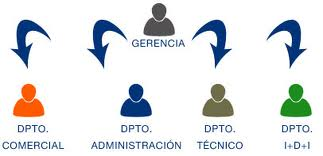 GERENCIA
DPTO. DPTO. DPTO. DPTO.
COMERCIAL ADMINISTRACIÓN TÉCNICO I+D+I